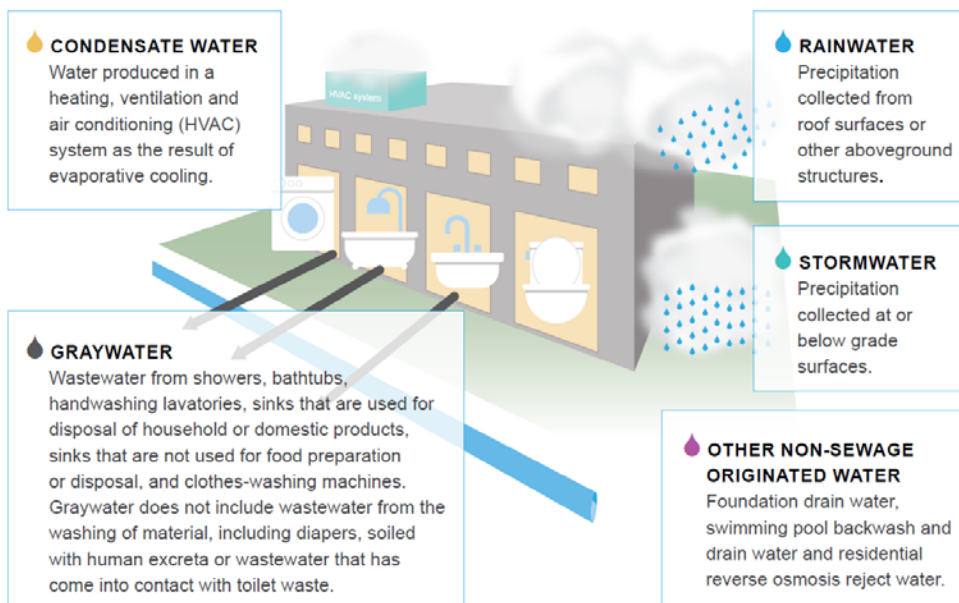 CONDENSATE WATER
Water produced in a
heating, ventilation and
air conditioning (HVAC)
system as the result of
evaporative cooling.
HVAC system
RAINWATER
Precipitation
collected from
roof surfaces or
other aboveground
structures.
STORMWATER
Precipitation
collected at or
below grade
surfaces.
GRAYWATER
Wastewater from showers, bathtubs,
handwashing lavatories, sinks that are used for
disposal of household or domestic products,
sinks that are not used for food preparation
or disposal, and clothes-washing machines.
Graywater does not include wastewater from the
washing of material, including diapers, soiled
with human excreta or wastewater that has
come into contact with toilet waste.
OTHER NON-SEWAGE
ORIGINATED WATER
Foundation drain water,
swimming pool backwash and
drain water and residential
reverse osmosis reject water.